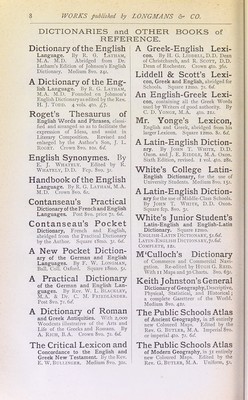 8 WORKS published by LONGMANS & CO.
DICTIONARIES and OTHER BOOKS of
REFERENCE.
Dictionary of the English
Language. By R. G. LATHAM,
M.A. M.D. Abridged from Dr.
Latham's Edition of Johnson's English
Dictionary. Medium 8vo. 24s.
A Dictionary of the Eng-
lish Language. By R. G. LATHAM,
M.A. M.D. Founded on Johnson's
English Dictionary as edited by the Rev.
H. J. TODD. 4 vols. 4to. £7.
Roget's Thesaurus of
English Words and Phrases, classi-
fied and arranged so as to facilitate the
expression of Ideas, and assist in
Literary Composition. Revised and
enlarged by the Author's Son, J. L.
ROGET. Crown 8vo. 10s. 6d.
English Synonymes. By
E. J. WHATELY. Edited by R.
WHATELY, D.D. Fcp. 8vo. 3s.
Handbook of the English
Language. By R. G. LATHAM, M.A.
M.D. Crown 8vo. 6s.
Contanseau's Practical
Dictionary of the French and English
Languages. Post 8vo. price 7s. 6d.
Contanseau's Pocket
Dictionary, French and English,
abridged from the Practical Dictionary
by the Author. Square 18mo. 3s. 6d.
A New Pocket Diction-
ary of the German and English
Languages. By F. W. LONGMAN,
Ball. Coll. Oxford. Square 18mo. 5s.
A Practical Dictionary
of the German and English Lan-
guages. By Rev. W. L. BLACKLEY,
M.A. & Dr. C. M. FRIEDLÄNDER.
Post 8vo. 7s. 6d.
A Dictionary of Roman
and Greek Antiquities. With 2,000
Woodcuts illustrative of the Arts and
Life of the Greeks and Romans. By
A. RICH, B.A. Crown 8vo. 7s. 6d.
The Critical Lexicon and
Concordance to the English and
Greek New Testament. By the Rev.
E. W. BULLINGER. Medium 8vo. 30s.
A Greek-English Lexi-
con. By H. G. LIDDELL, D.D. Dean
of Christchurch, and R. SCOTT, D.D.
Dean of Rochester. Crown 4to. 36s.
Liddell & Scott's Lexi-
con, Greek and English, abridged for
Schools. Square 12mo. 7s. 6d.
An English-Greek Lexi-
con, containing all the Greek Words
used by Writers of good authority. By
C. D. YONGE, M.A. 4to. 21s.
Mr. Yonge's Lexicon,
English and Greek, abridged from his
larger Lexicon. Square 12mo. 8s. 6d.
A Latin-English Diction-
ary. By JOHN T. WHITE, D.D.
Oxon. and J. E. RIDDLE, M.A. Oxon.
Sixth Edition, revised. 1 vol. 4to. 28s.
White's College Latin-
English Dictionary, for the use of
University Students. Medium 8vo. 15s.
A Latin-English Diction-
ary for the use of Middle-Class Schools.
By JOHN T. WHITE, D.D. Oxon.
Square fcp. 8vo. 3s.
White's Junior Student's
Latin-English and English-Latin
Dictionary. Square 12mo.
M'Culloch's Dictionary
of Commerce and Commercial Navi-
gation. Re-edited by HUGH G. REID.
With 11 Maps and 30 Charts. 8vo. 63s.
Keith Johnston's General
Dictionary of Geography, Descriptive,
Physical, Statistical, and Historical;
a complete Gazetteer of the World.
Medium 8vo. 42s.
The Public Schools Atlas
of Ancient Geography, in 28 entirely
new Coloured Maps. Edited by the
Rev. G. BUTLER, M.A. Imperial 8vo.
or imperial 4to. 7s. 6d.
The Public Schools Atlas
of Modern Geography, in 31 entirely
new Coloured Maps. Edited by the
Rev. G. BUTLER, M.A. Uniform, 5s.